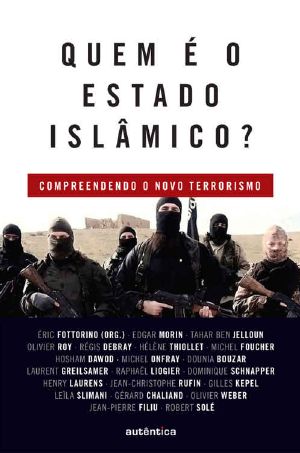 QUEM É O
ESTADO
ISLÂMICO?
COMPREENDENDO O NOVO TERRORISMO
ÉRIC FOTTORINO (ORG.) · EDGAR MORIN · TAHAR BEN JELLOUN
OLIVIER ROY · RÉGIS DEBRAY · HÉLÈNE THIOLLET · MICHEL FOUCHER
HOSHAM DAWOD · MICHEL ONFRAY · DOUNIA BOUZAR
LAURENT GREILSAMER · RAPHAËL LIOGIER · DOMINIQUE SCHNAPPER
HENRY LAURENS · JEAN-CHRISTOPHE RUFIN · GILLES KEPEL
LEÏLA SLIMANI · GÉRARD CHALIAND · OLIVIER WEBER
JEAN-PIERRE FILIU · ROBERT SOLÉ
autêntica